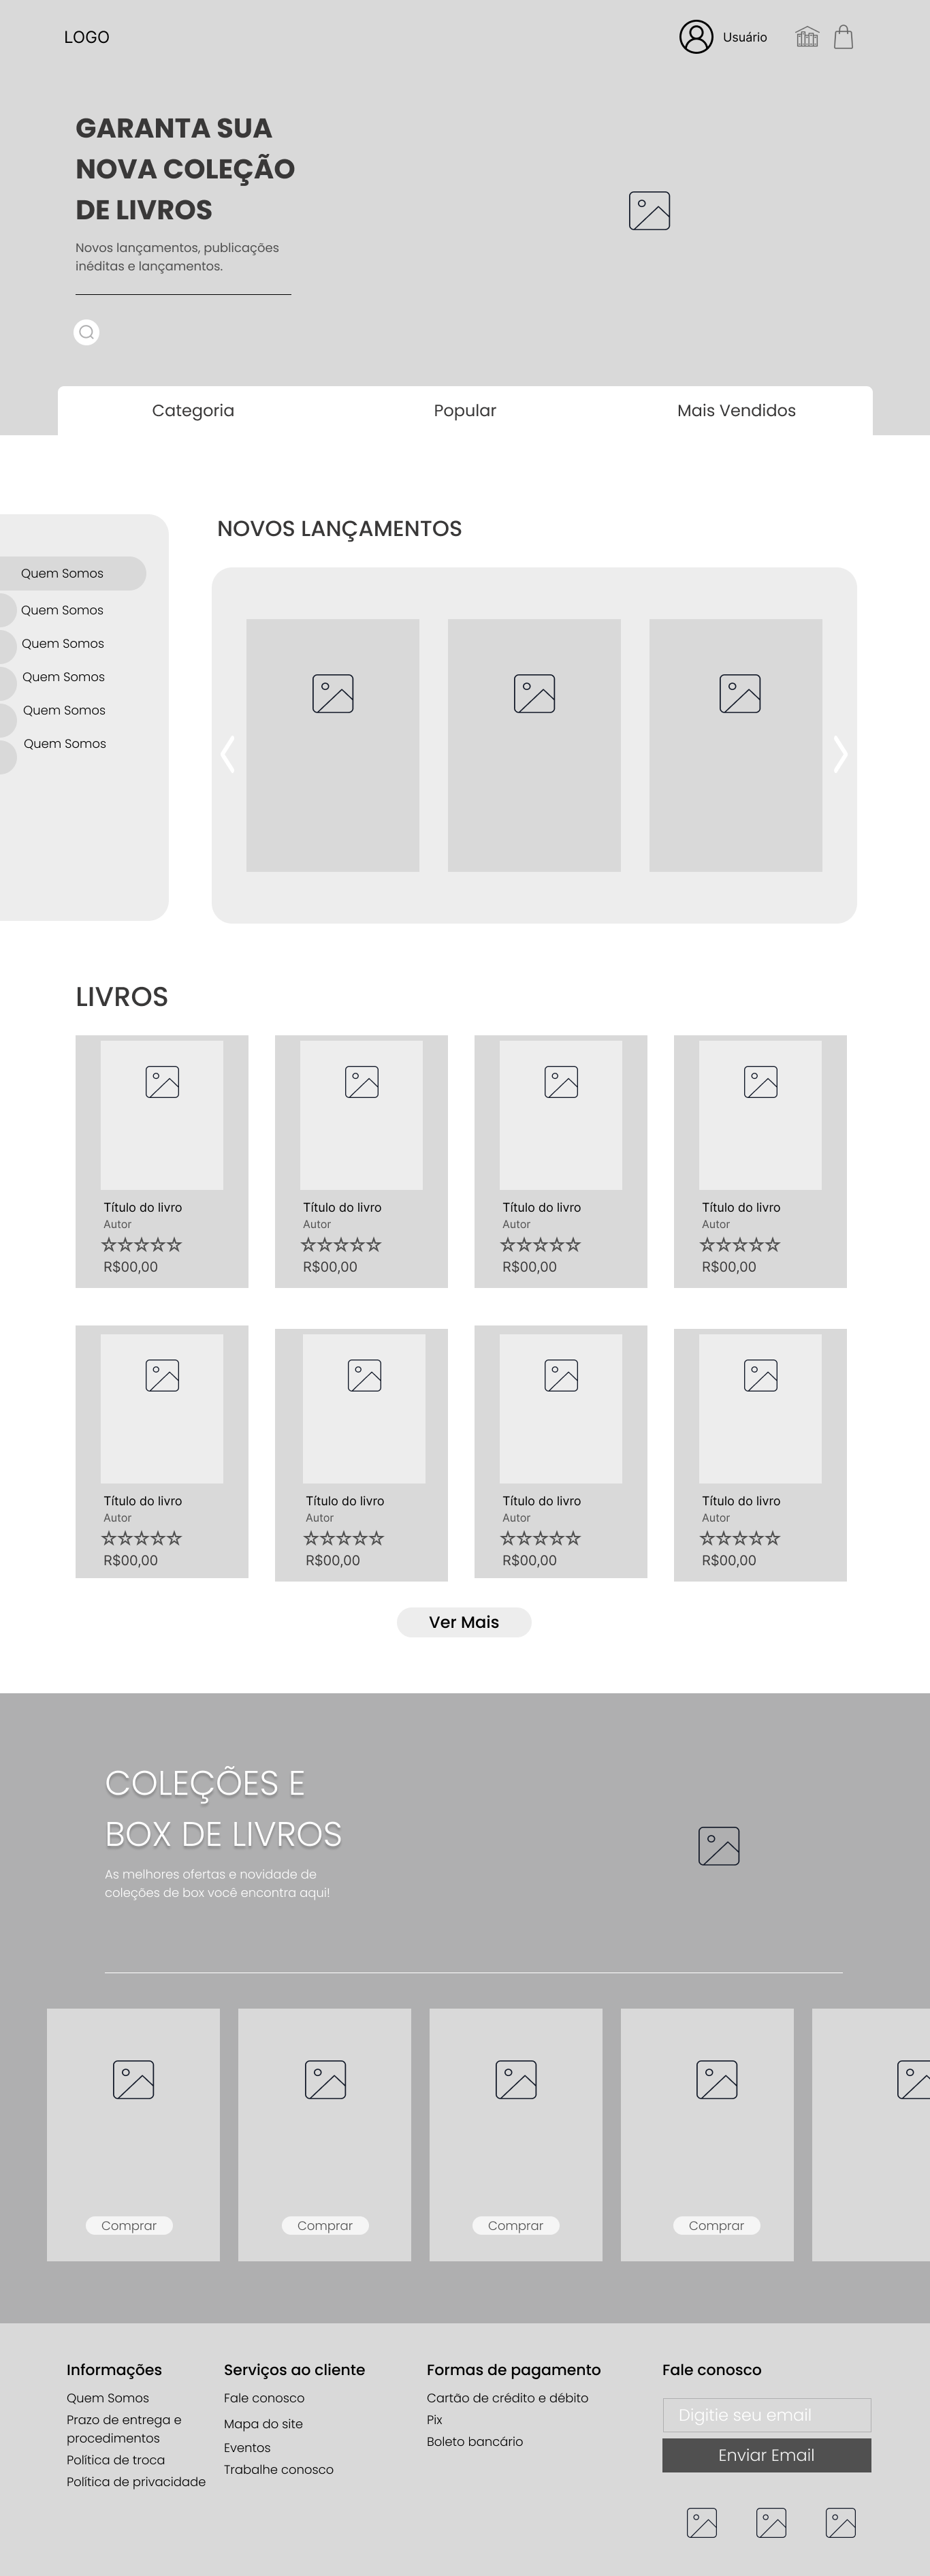 LOGO
Usuário
GARANTA SUA
NOVA COLEÇÃO
DE LIVROS
Novos lançamentos, publicações
inéditas e lançamentos.
Categoria
Popular
Mais Vendidos
Quem Somos
Quem Somos
Quem Somos
Quem Somos
Quem Somos
Quem Somos
NOVOS LANÇAMENTOS
LIVROS
Título do livro
Autor
R$00,00
Título do livro
Autor
R$00,00
Título do livro
Autor
R$00,00
Título do livro
Autor
R$00,00
Título do livro
Autor
R$00,00
Título do livro
Autor
R$00,00
Título do livro
Autor
R$00,00
Título do livro
Autor
R$00,00
Ver Mais
COLEÇÕES E
BOX DE LIVROS
As melhores ofertas e novidade de
coleções de box você encontra aqui!
Comprar
Comprar
Comprar
Comprar
Informações
Quem Somos
Prazo de entrega e
procedimentos
Política de troca
Política de privacidade
Serviços ao cliente
Fale conosco
Mapa do site
Eventos
Trabalhe conosco
Formas de pagamento
Cartão de crédito e débito
Pix
Boleto bancário
Fale conosco
Digitie seu email
Enviar Email